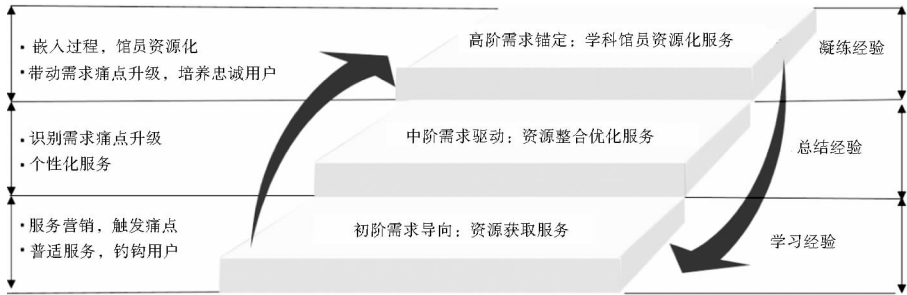 高阶需求锚定：学科馆员资源化服务
· 嵌入过程，馆员资源化
· 带动需求痛点升级，培养忠诚用户
凝练经验
中阶需求驱动：资源整合优化服务
· 识别需求痛点升级
· 个性化服务
总结经验
初阶需求导向：资源获取服务
· 服务营销，触发痛点
· 普适服务，钓钩用户
学习经验